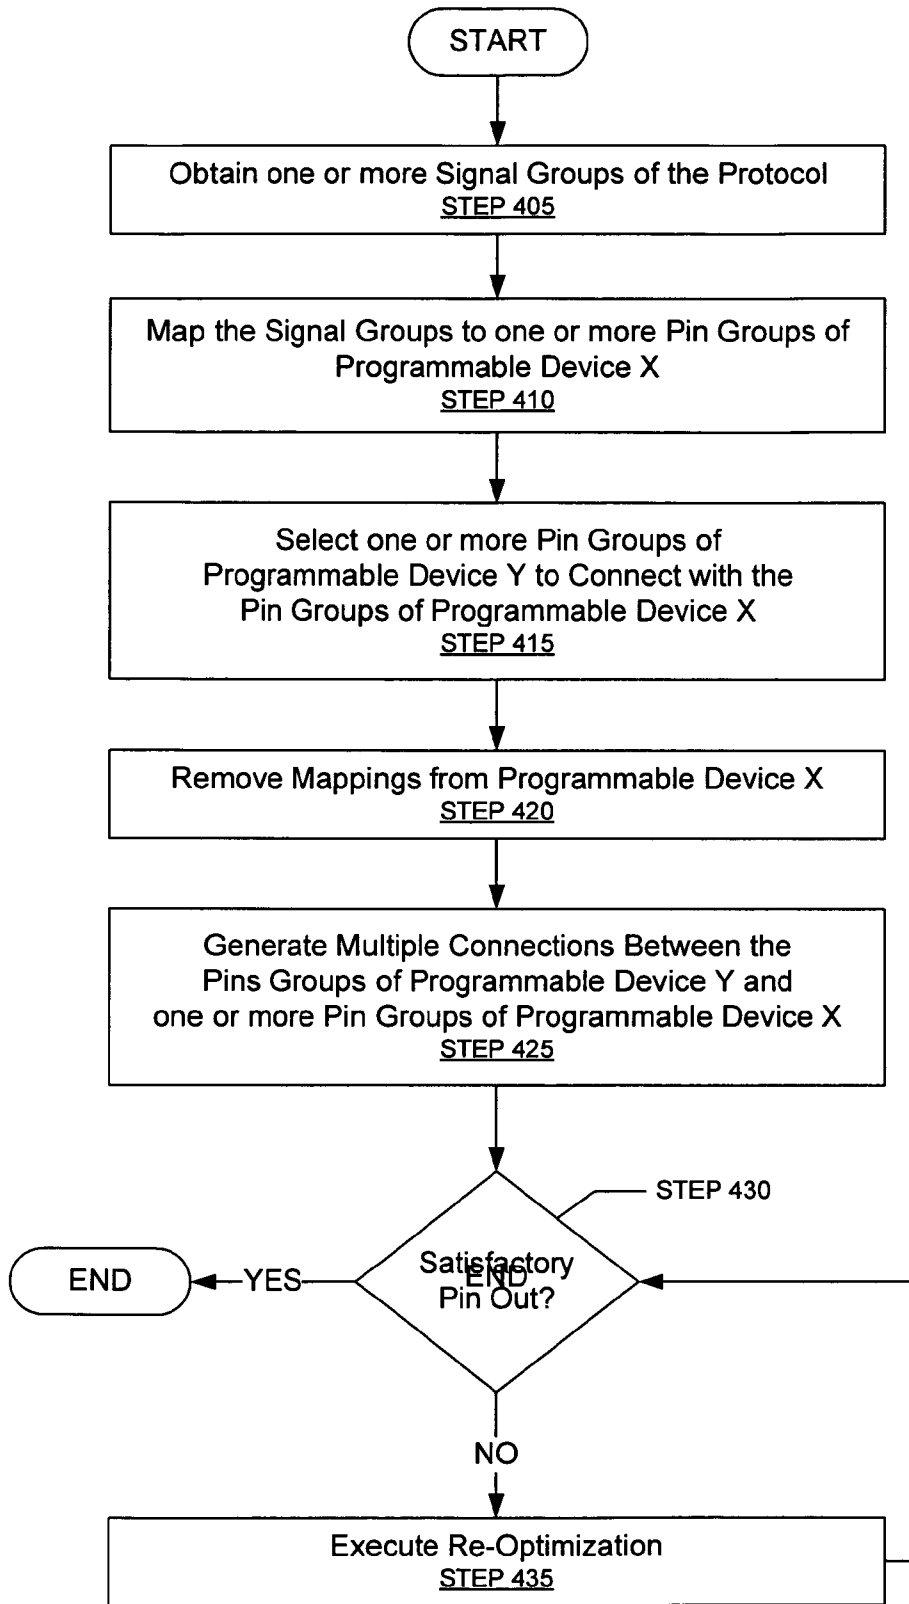 START
Obtain one or more Signal Groups of the Protocol
STEP 405
Map the Signal Groups to one or more Pin Groups of
Programmable Device X
STEP 410
Select one or more Pin Groups of
Programmable Device Y to Connect with the
Pin Groups of Programmable Device X
STEP 415
Remove Mappings from Programmable Device X
STEP 420
Generate Multiple Connections Between the
Pins Groups of Programmable Device Y and
one or more Pin Groups of Programmable Device X
STEP 425
STEP 430
Satisfactory
END
Pin Out?
YES
END
NO
Execute Re-Optimization
STEP 435